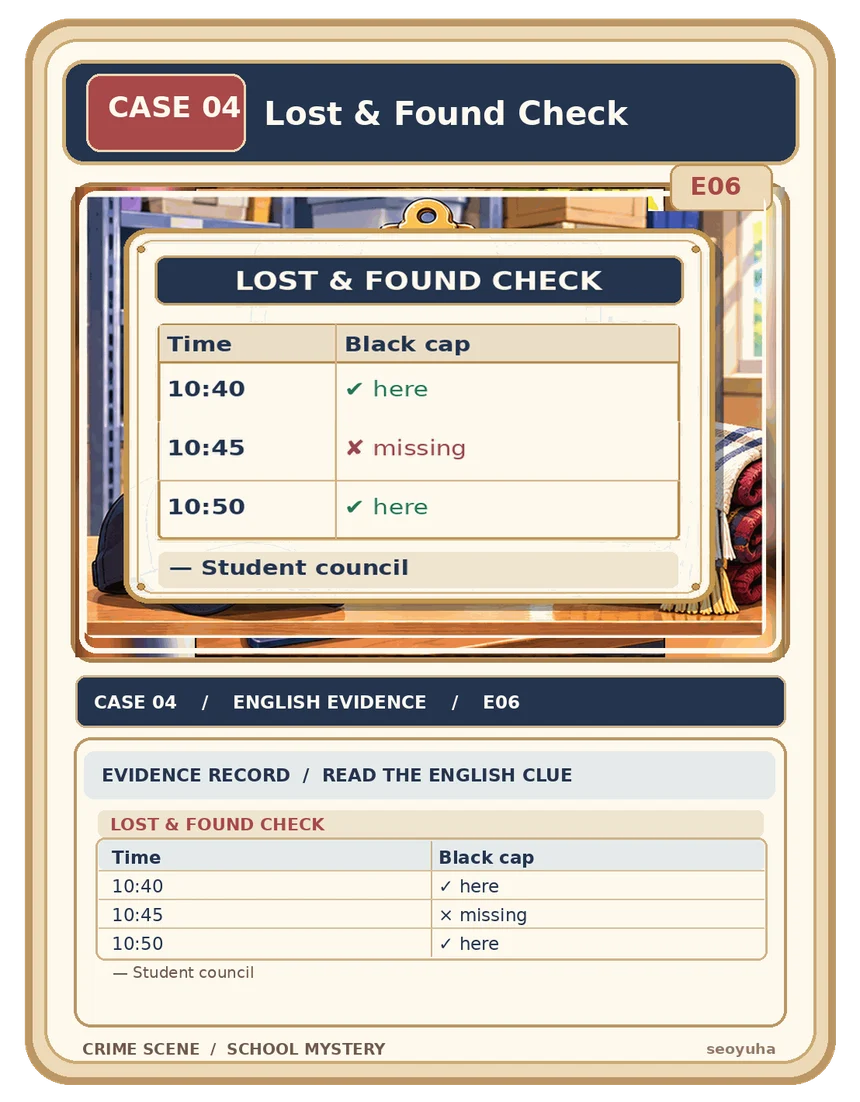 CASE 04 Lost & Found Check
E06
LOST & FOUND CHECK
Time Black cap
10:40 ✔ here
10:45 ✘ missing
10:50 ✔ here
— Student council
CASE 04 / ENGLISH EVIDENCE / E06
EVIDENCE RECORD / READ THE ENGLISH CLUE
LOST & FOUND CHECK
Time Black cap
10:40 ✓ here
10:45 × missing
10:50 ✓ here
— Student council
CRIME SCENE / SCHOOL MYSTERY seoyuha